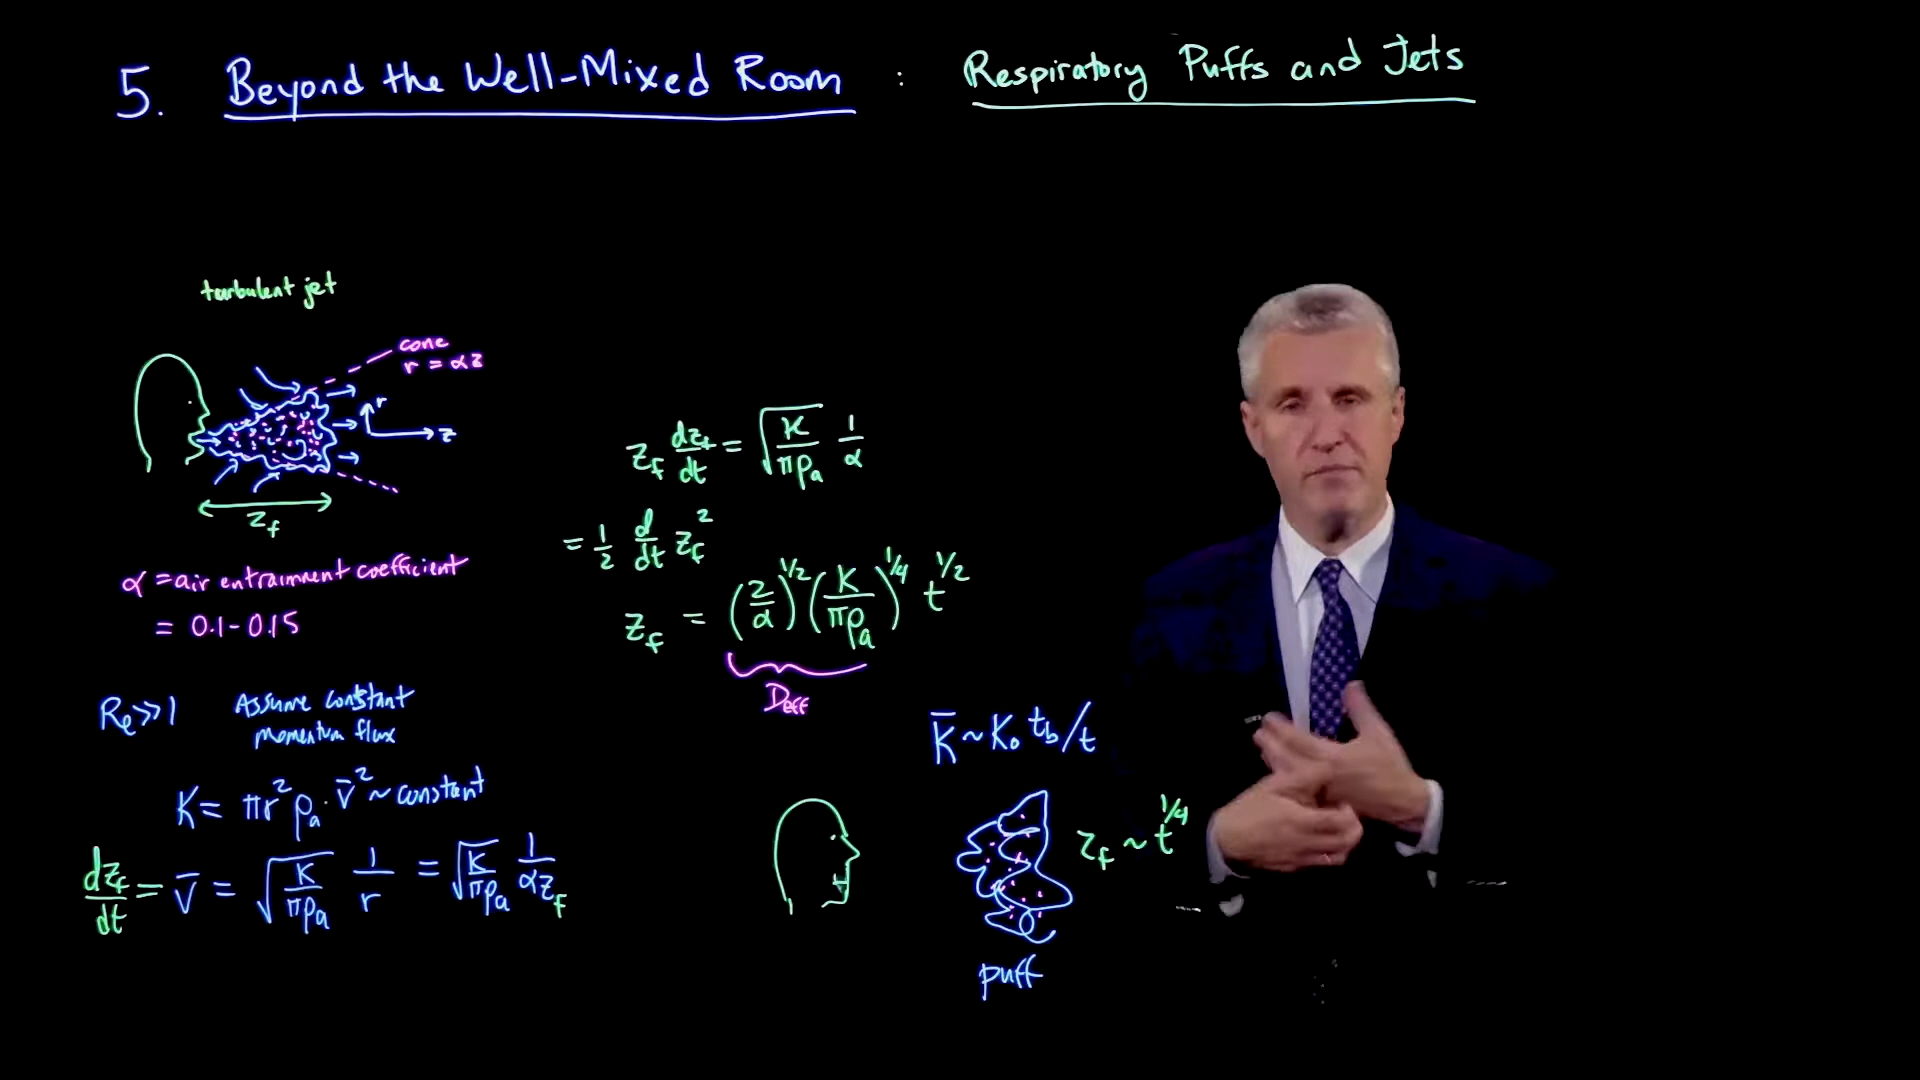 5. Beyond the Well-Mixed Room : Respiratory Puffs and Jets
turbulent jet
cone
r = αz
r
z
z_f
α = air entrainment coefficient
= 0.1-0.15
Re >> 1 Assume constant
momentum flux
K = πr² ρ_a · v̄² ~ constant
dz_f/dt = v̄ = √(K/πρ_a) 1/r = √(K/πρ_a) 1/αz_f
z_f dz_f/dt = √(K/πρ_a) 1/α
= 1/2 d/dt z_f²
z_f = (2/α)^1/2 (K/πρ_a)^1/4 t^1/2
D_eff
K̄ ~ K₀ t_b/t
z_f ~ t^1/4
puff